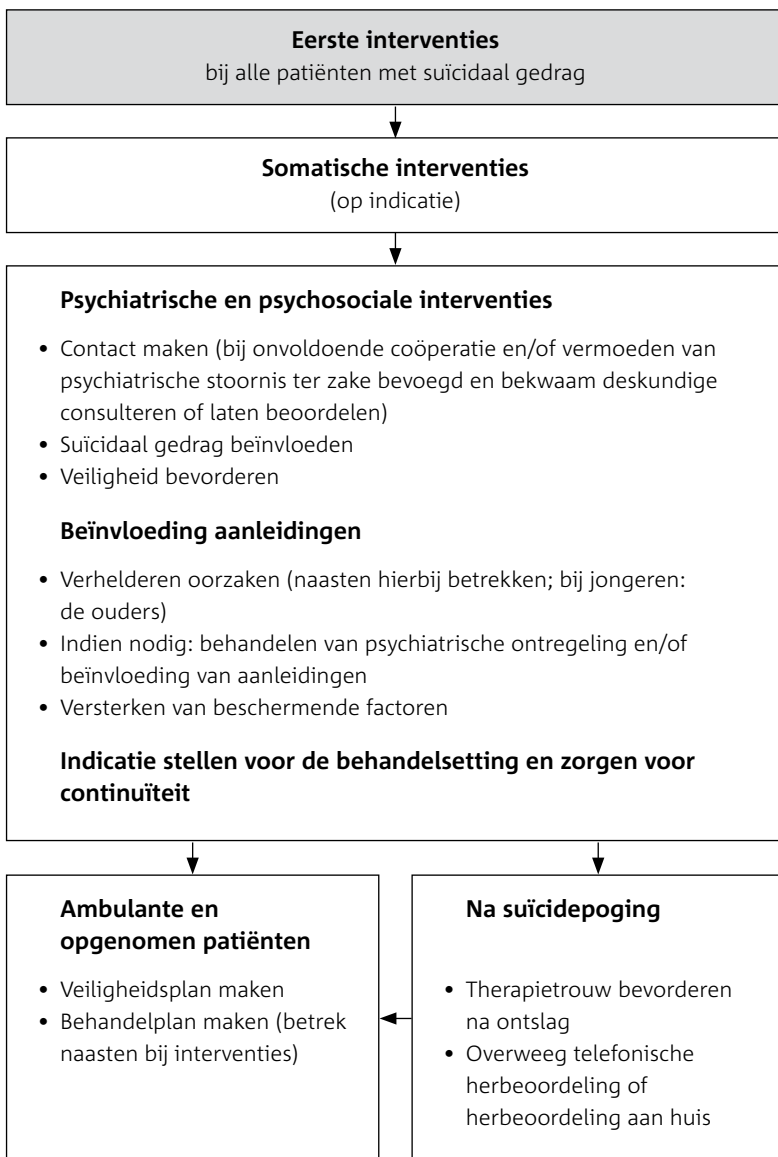 Eerste interventies
bij alle patiënten met suïcidaal gedrag
Somatische interventies
(op indicatie)
Psychiatrische en psychosociale interventies
• Contact maken (bij onvoldoende coöperatie en/of vermoeden van
psychiatrische stoornis ter zake bevoegd en bekwaam deskundige
consulteren of laten beoordelen)
• Suïcidaal gedrag beïnvloeden
• Veiligheid bevorderen
Beïnvloeding aanleidingen
• Verhelderen oorzaken (naasten hierbij betrekken; bij jongeren:
de ouders)
• Indien nodig: behandelen van psychiatrische ontregeling en/of
beïnvloeding van aanleidingen
• Versterken van beschermende factoren
Indicatie stellen voor de behandelsetting en zorgen voor
continuïteit
Ambulante en
opgenomen patiënten
• Veiligheidsplan maken
• Behandelplan maken (betrek
naasten bij interventies)
Na suïcidepoging
• Therapietrouw bevorderen
na ontslag
• Overweeg telefonische
herbeoordeling of
herbeoordeling aan huis